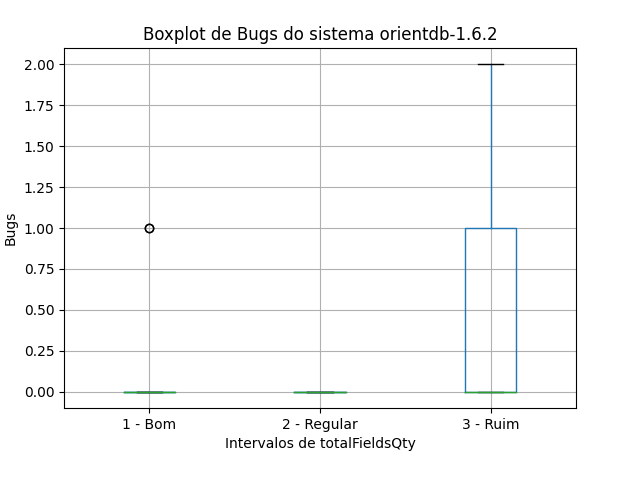 Boxplot de Bugs do sistema orientdb-1.6.2
Bugs
2.00
1.75
1.50
1.25
1.00
0.75
0.50
0.25
0.00
1 - Bom
2 - Regular
3 - Ruim
Intervalos de totalFieldsQty